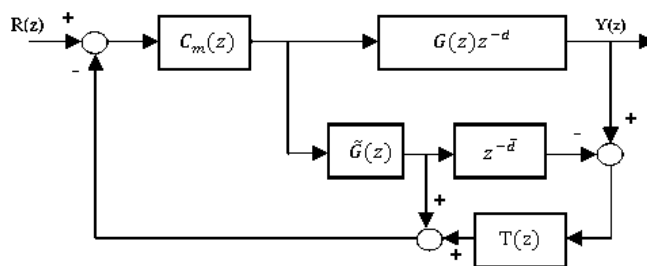 R(z) + C_m(z) G(z)z^{-d} Y(z)
-
+
G̃(z) z^{-d̃} -
+
+ T(z)